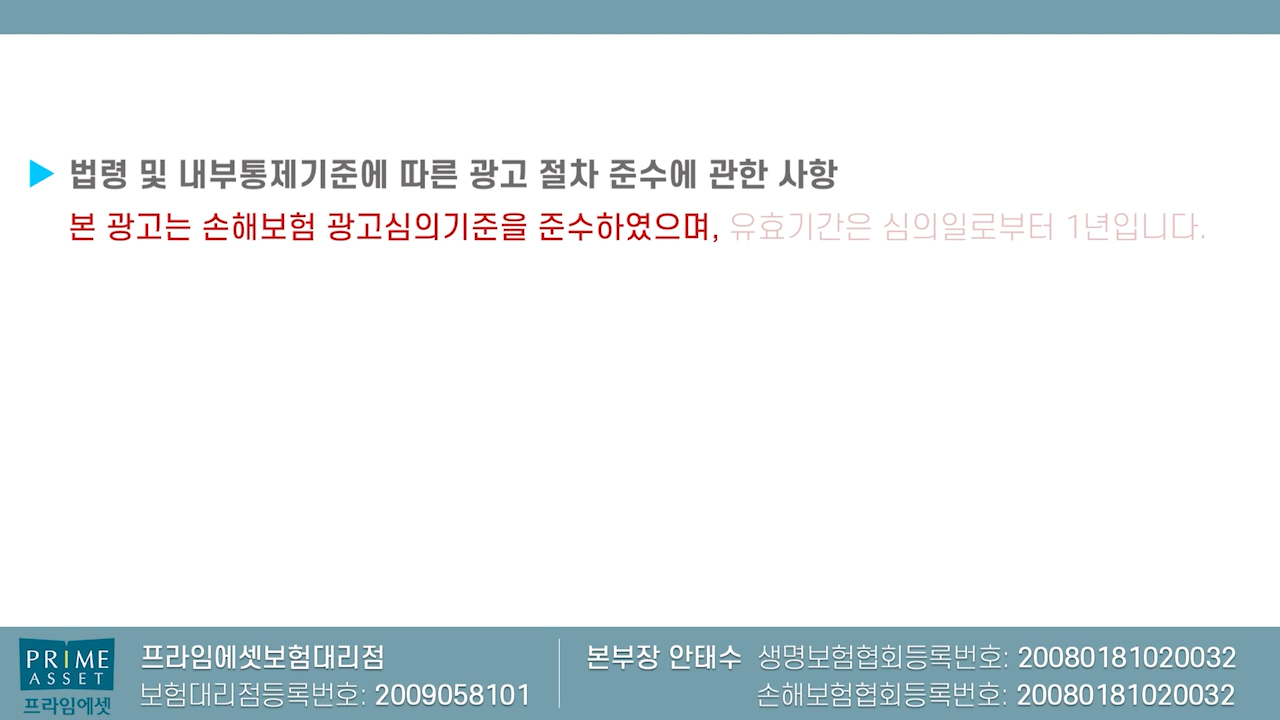 ▶ 법령 및 내부통제기준에 따른 광고 절차 준수에 관한 사항
본 광고는 손해보험 광고심의기준을 준수하였으며, 유효기간은 심의일로부터 1년입니다.
PRIME
ASSET
프라임에셋
프라임에셋보험대리점
보험대리점등록번호: 2009058101
본부장 안태수 생명보험협회등록번호: 20080181020032
손해보험협회등록번호: 20080181020032